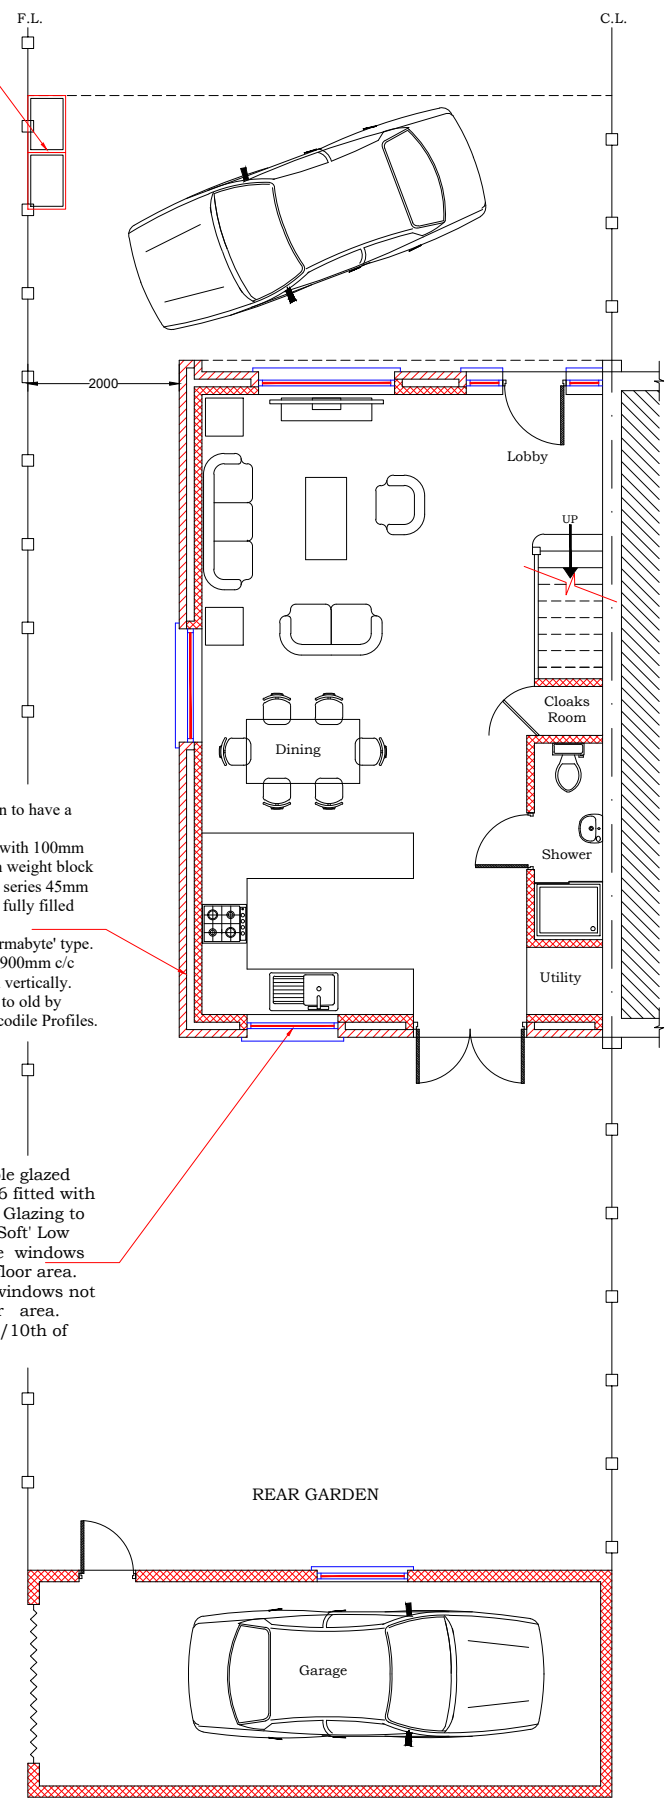 F.L.
C.L.
2000
Lobby
UP
Cloaks
Room
Dining
Shower
Utility
n to have a
with 100mm
weight block
series 45mm
fully filled
rmabyte' type.
900mm c/c
vertically.
to old by
codile Profiles.
le glazed
6 fitted with
Glazing to
Soft' Low
windows
floor area.
windows not
area.
/10th of
REAR GARDEN
Garage